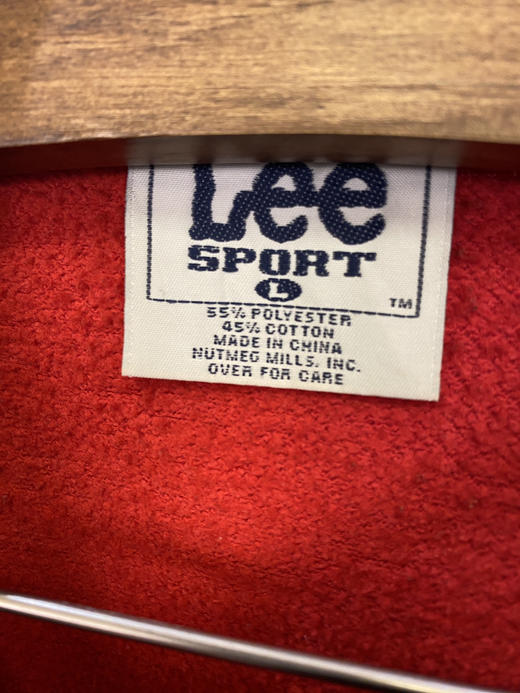 Lee
SPORT
L
TM
55% POLYESTER
45% COTTON
MADE IN CHINA
NUTMEG MILLS, INC.
OVER FOR CARE